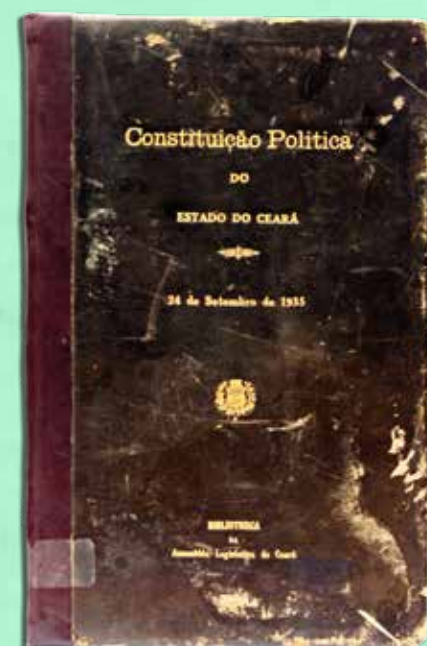 Constituição Politica
DO
ESTADO DO CEARÁ
24 de Setembro de 1935
BIBLIOTHECA
DA
Assembléa Legislativa do Ceará